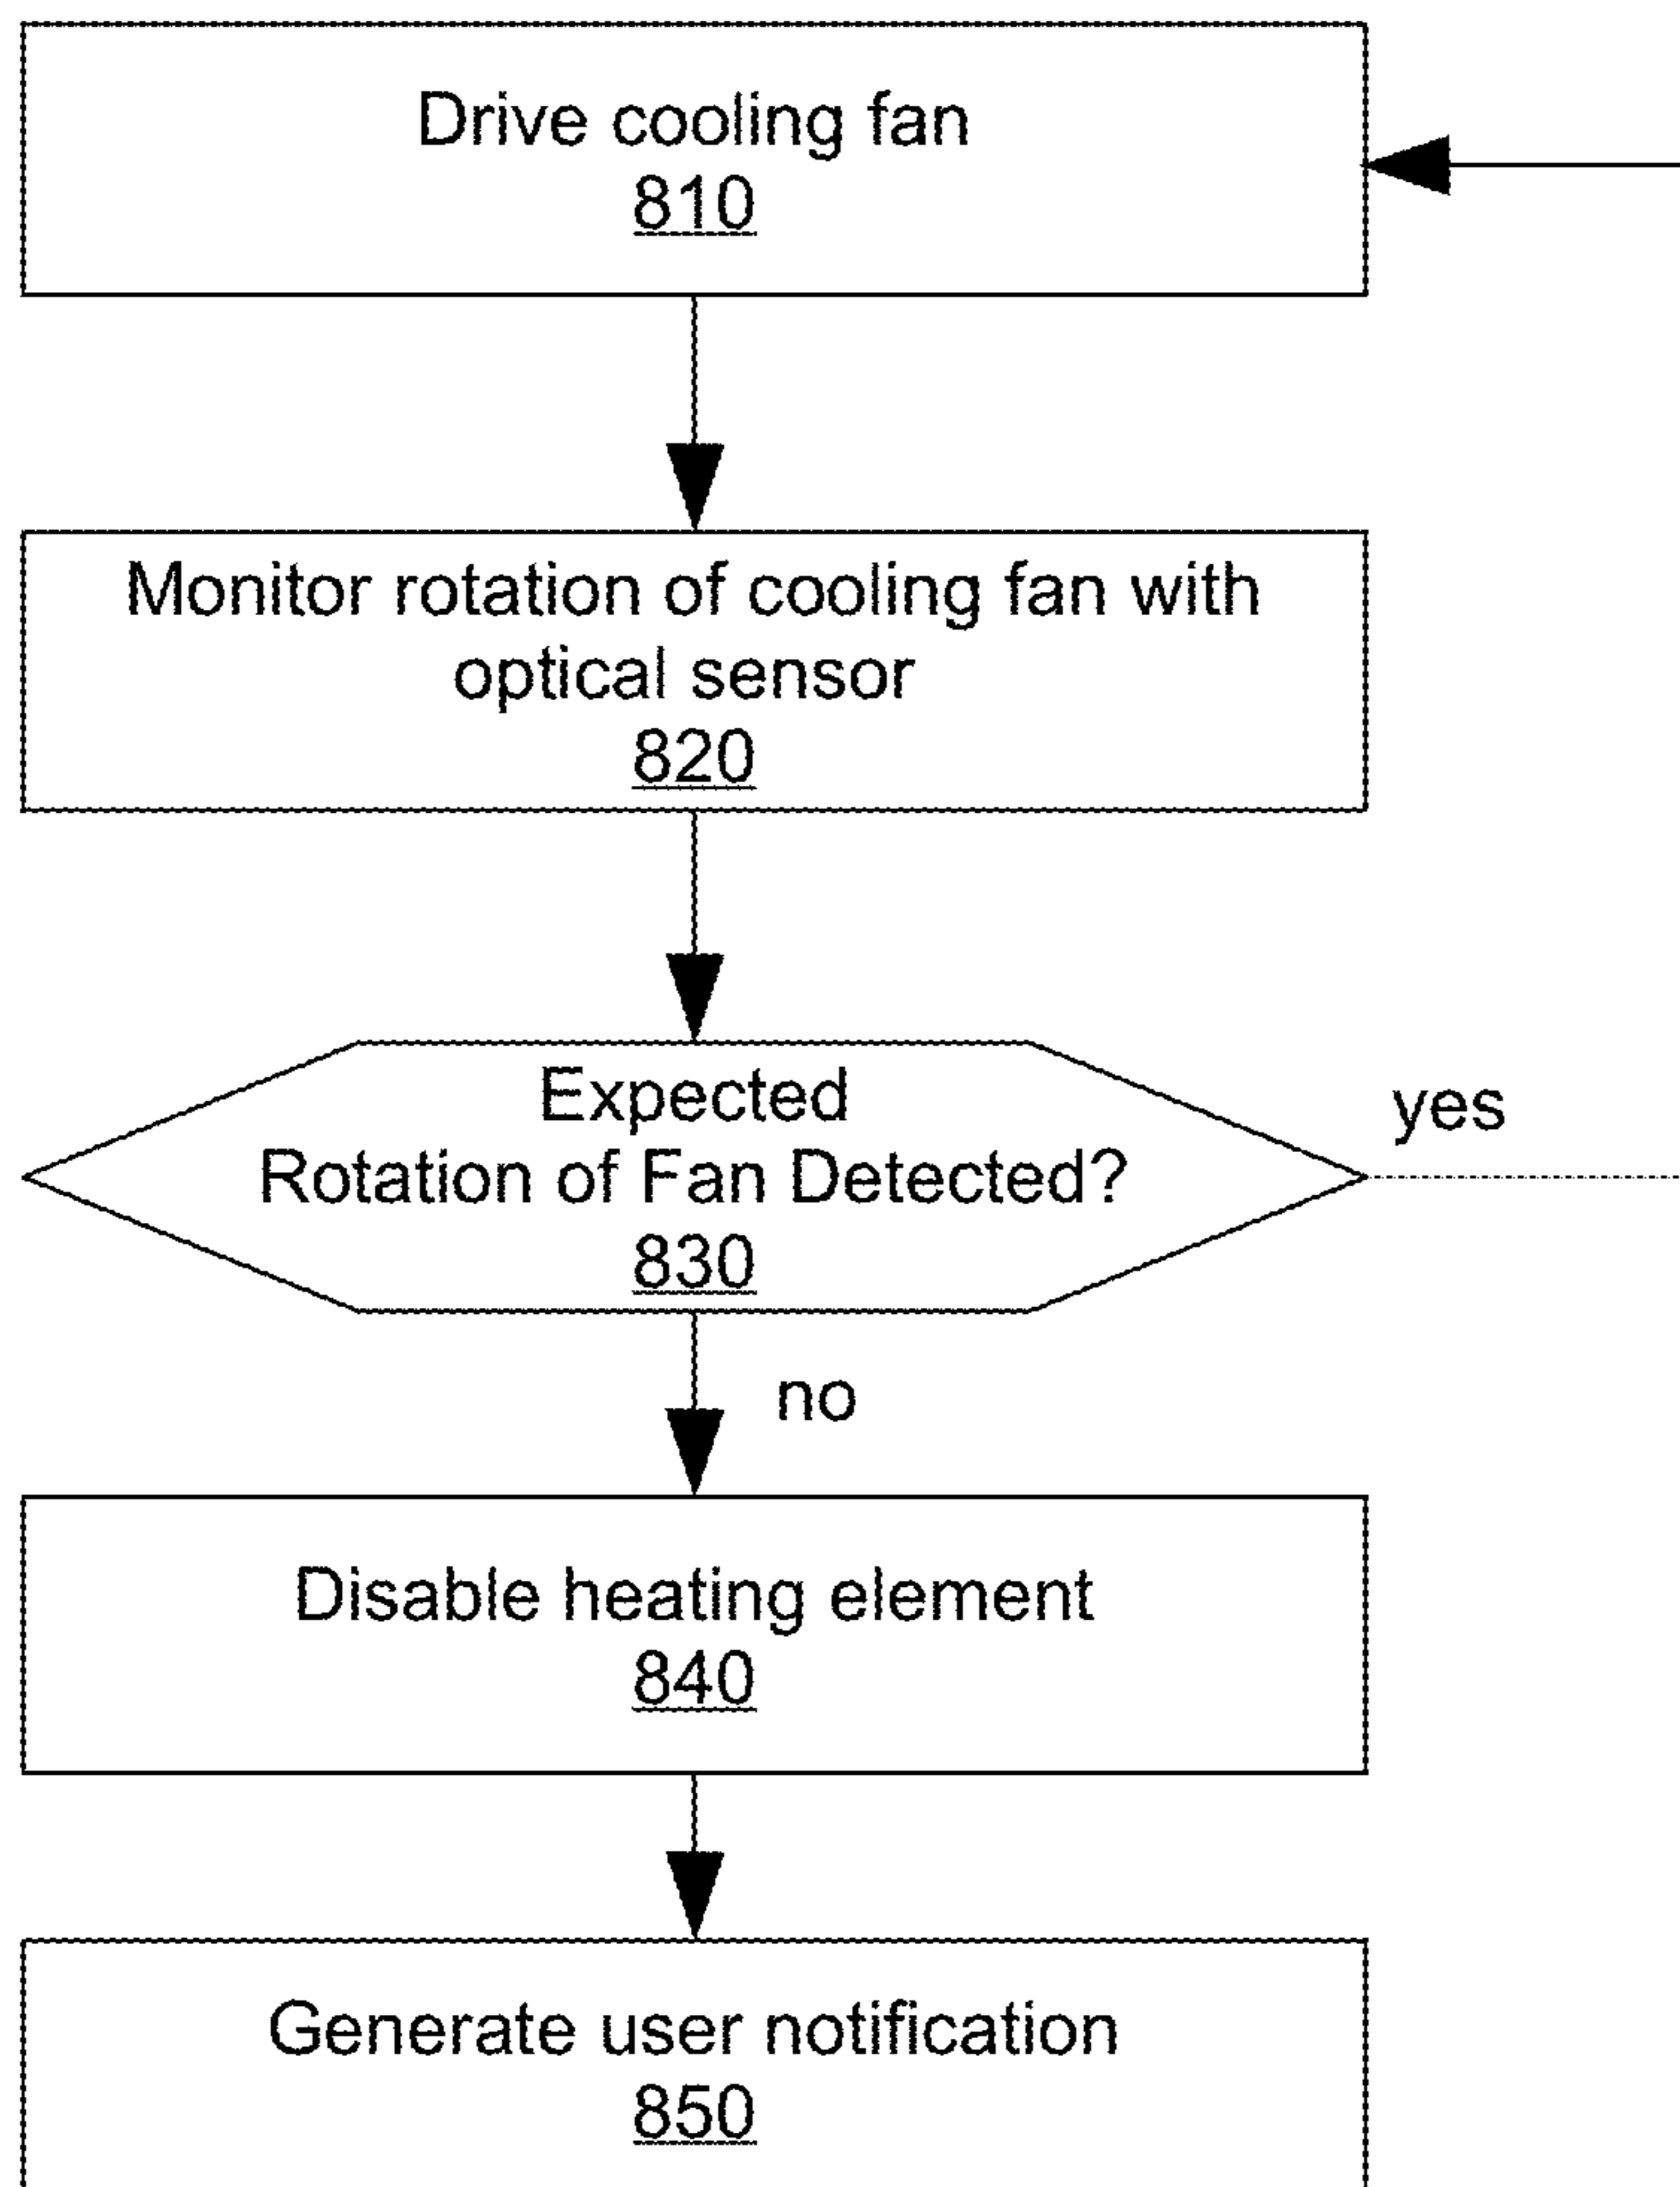 Drive cooling fan
810
Monitor rotation of cooling fan with
optical sensor
820
Expected
Rotation of Fan Detected?
830
yes
no
Disable heating element
840
Generate user notification
850